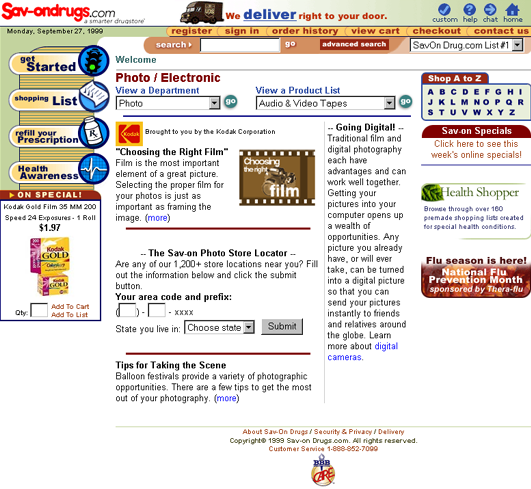 Sav-ondrugs.com
a smarter drugstore™
We deliver right to your door.
custom help chat home
Monday, September 27, 1999
register sign in order history view cart checkout contact us
search go advanced search SavOn Drug.com List #1
get Started
shopping List
refill your Prescription
Health Awareness
ON SPECIAL!
Kodak Gold Film 35 MM 200
Speed 24 Exposures - 1 Roll
$1.97
200
GOLD
GOLD
Qty: Add To Cart
Add To List
Welcome
Photo / Electronic
View a Department
Photo go
View a Product List
Audio & Video Tapes go
Kodak
Brought to you by the Kodak Corporation
"Choosing the Right Film"
Film is the most important
element of a great picture.
Selecting the proper film for
your photos is just as
important as framing the
image. (more)
Choosing
the right
film
-- The Sav-on Photo Store Locator --
Are any of our 1,200+ store locations near you? Fill
out the information below and click the submit
button.
Your area code and prefix:
( ) - - xxxx
State you live in: Choose state Submit
Tips for Taking the Scene
Balloon festivals provide a variety of photographic
opportunities. There are a few tips to get the most
out of your photography. (more)
-- Going Digital! --
Traditional film and
digital photography
each have
advantages and can
work well together.
Getting your
pictures into your
computer opens up
a wealth of
opportunities. Any
picture you already
have, or will ever
take, can be turned
into a digital picture
so that you can
send your pictures
instantly to friends
and relatives around
the globe. Learn
more about digital
cameras.
Shop A to Z
A B C D E F G H I
J K L M N O P Q R
S T U V W X Y Z
Sav-on Specials
Click here to see this
week's online specials!
Health Shopper
Browse through over 160
premade shopping lists created
for special health conditions.
Flu season is here!
National Flu
Prevention Month
sponsored by Thera-flu
About Sav-On Drugs / Security & Privacy / Delivery
Copyright© 1999 Sav-on Drugs.com. All rights reserved.
Customer Service 1-888-852-7099
BBB
CARE